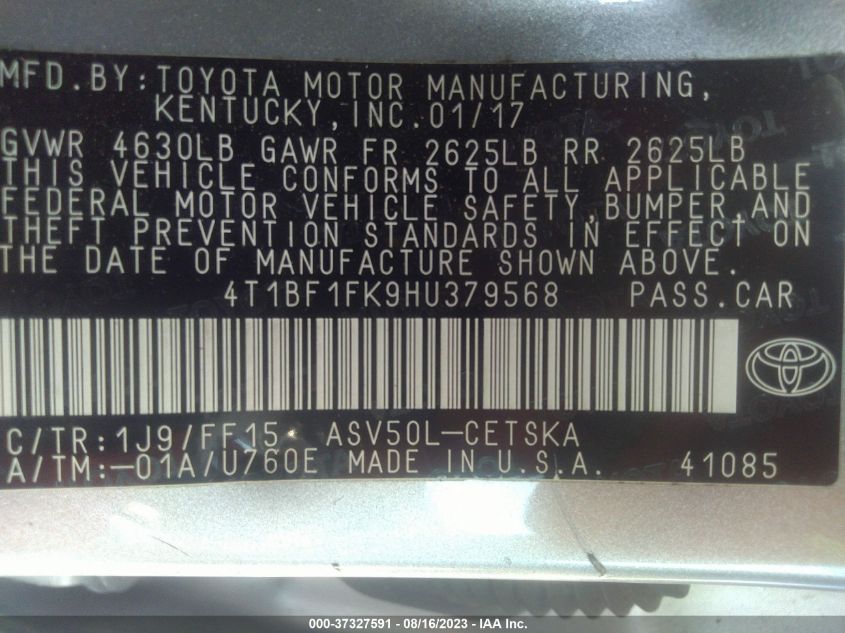 MFD.BY:TOYOTA MOTOR MANUFACTURING,
KENTUCKY,INC.01/17
GVWR 4630LB GAWR FR 2625LB RR 2625LB
THIS VEHICLE CONFORMS TO ALL APPLICABLE
FEDERAL MOTOR VEHICLE SAFETY,BUMPER,AND
THEFT PREVENTION STANDARDS IN EFFECT ON
THE DATE OF MANUFACTURE SHOWN ABOVE.
4T1BF1FK9HU379568 PASS.CAR
C/TR:1J9/FF15 ASV50L-CETSKA
A/TM:-01A/U760E MADE IN U.S.A. 41085
000-37327591 - 08/16/2023 - IAA Inc.